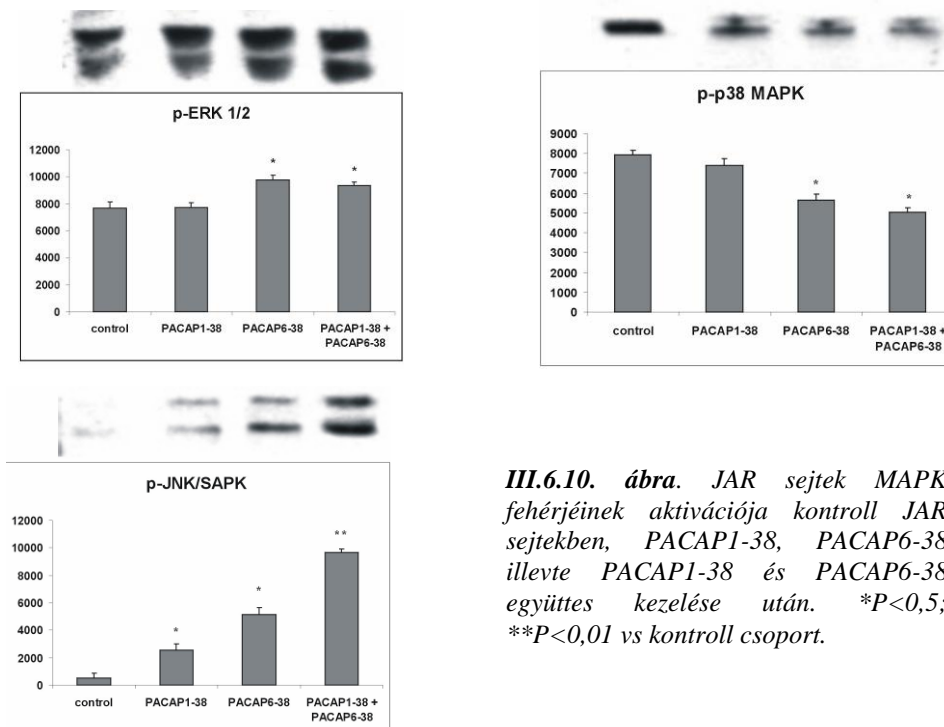 p-ERK 1/2
12000
10000
8000
6000
4000
2000
0
*
*
control PACAP1-38 PACAP6-38 PACAP1-38 +
PACAP6-38
p-p38 MAPK
9000
8000
7000
6000
5000
4000
3000
2000
1000
0
*
*
control PACAP1-38 PACAP6-38 PACAP1-38 +
PACAP6-38
p-JNK/SAPK
12000
10000
8000
6000
4000
2000
0
*
*
**
control PACAP1-38 PACAP6-38 PACAP1-38 +
PACAP6-38
III.6.10. ábra. JAR sejtek MAPK
fehérjéinek aktivációja kontroll JAR
sejtekben, PACAP1-38, PACAP6-38
illevte PACAP1-38 és PACAP6-38
együttes kezelése után. *P<0,5;
**P<0,01 vs kontroll csoport.